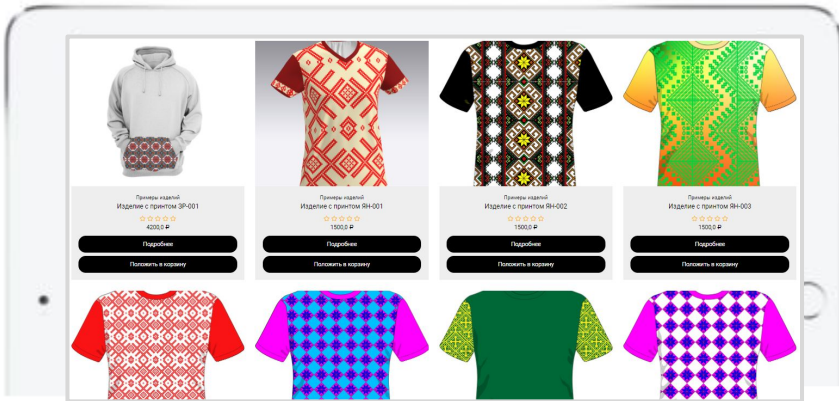 Примеры изделий
Изделие с принтом ЭР-001
4200,0 ₽
Подробнее
Положить в корзину
Примеры изделий
Изделие с принтом ЯН-001
1500,0 ₽
Подробнее
Положить в корзину
Примеры изделий
Изделие с принтом ЯН-002
1500,0 ₽
Подробнее
Положить в корзину
Примеры изделий
Изделие с принтом ЯН-003
1500,0 ₽
Подробнее
Положить в корзину